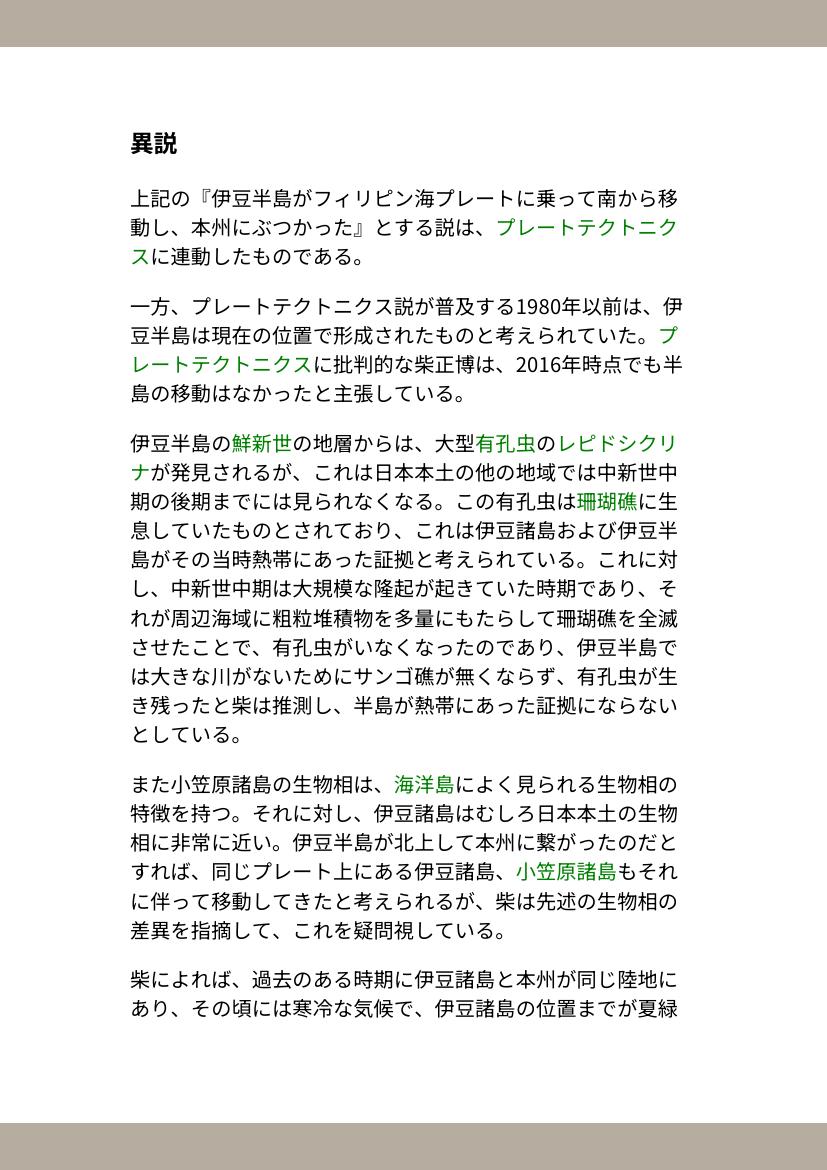 異説
上記の『伊豆半島がフィリピン海プレートに乗って南から移
動し、本州にぶつかった』とする説は、プレートテクトニク
スに連動したものである。
一方、プレートテクトニクス説が普及する1980年以前は、伊
豆半島は現在の位置で形成されたものと考えられていた。プ
レートテクトニクスに批判的な柴正博は、2016年時点でも半
島の移動はなかったと主張している。
伊豆半島の鮮新世の地層からは、大型有孔虫のレピドシクリ
ナが発見されるが、これは日本本土の他の地域では中新世中
期の後期までには見られなくなる。この有孔虫は珊瑚礁に生
息していたものとされており、これは伊豆諸島および伊豆半
島がその当時熱帯にあった証拠と考えられている。これに対
し、中新世中期は大規模な隆起が起きていた時期であり、そ
れが周辺海域に粗粒堆積物を多量にもたらして珊瑚礁を全滅
させたことで、有孔虫がいなくなったのであり、伊豆半島で
は大きな川がないためにサンゴ礁が無くならず、有孔虫が生
き残ったと柴は推測し、半島が熱帯にあった証拠にならない
としている。
また小笠原諸島の生物相は、海洋島によく見られる生物相の
特徴を持つ。それに対し、伊豆諸島はむしろ日本本土の生物
相に非常に近い。伊豆半島が北上して本州に繋がったのだと
すれば、同じプレート上にある伊豆諸島、小笠原諸島もそれ
に伴って移動してきたと考えられるが、柴は先述の生物相の
差異を指摘して、これを疑問視している。
柴によれば、過去のある時期に伊豆諸島と本州が同じ陸地に
あり、その頃には寒冷な気候で、伊豆諸島の位置までが夏緑